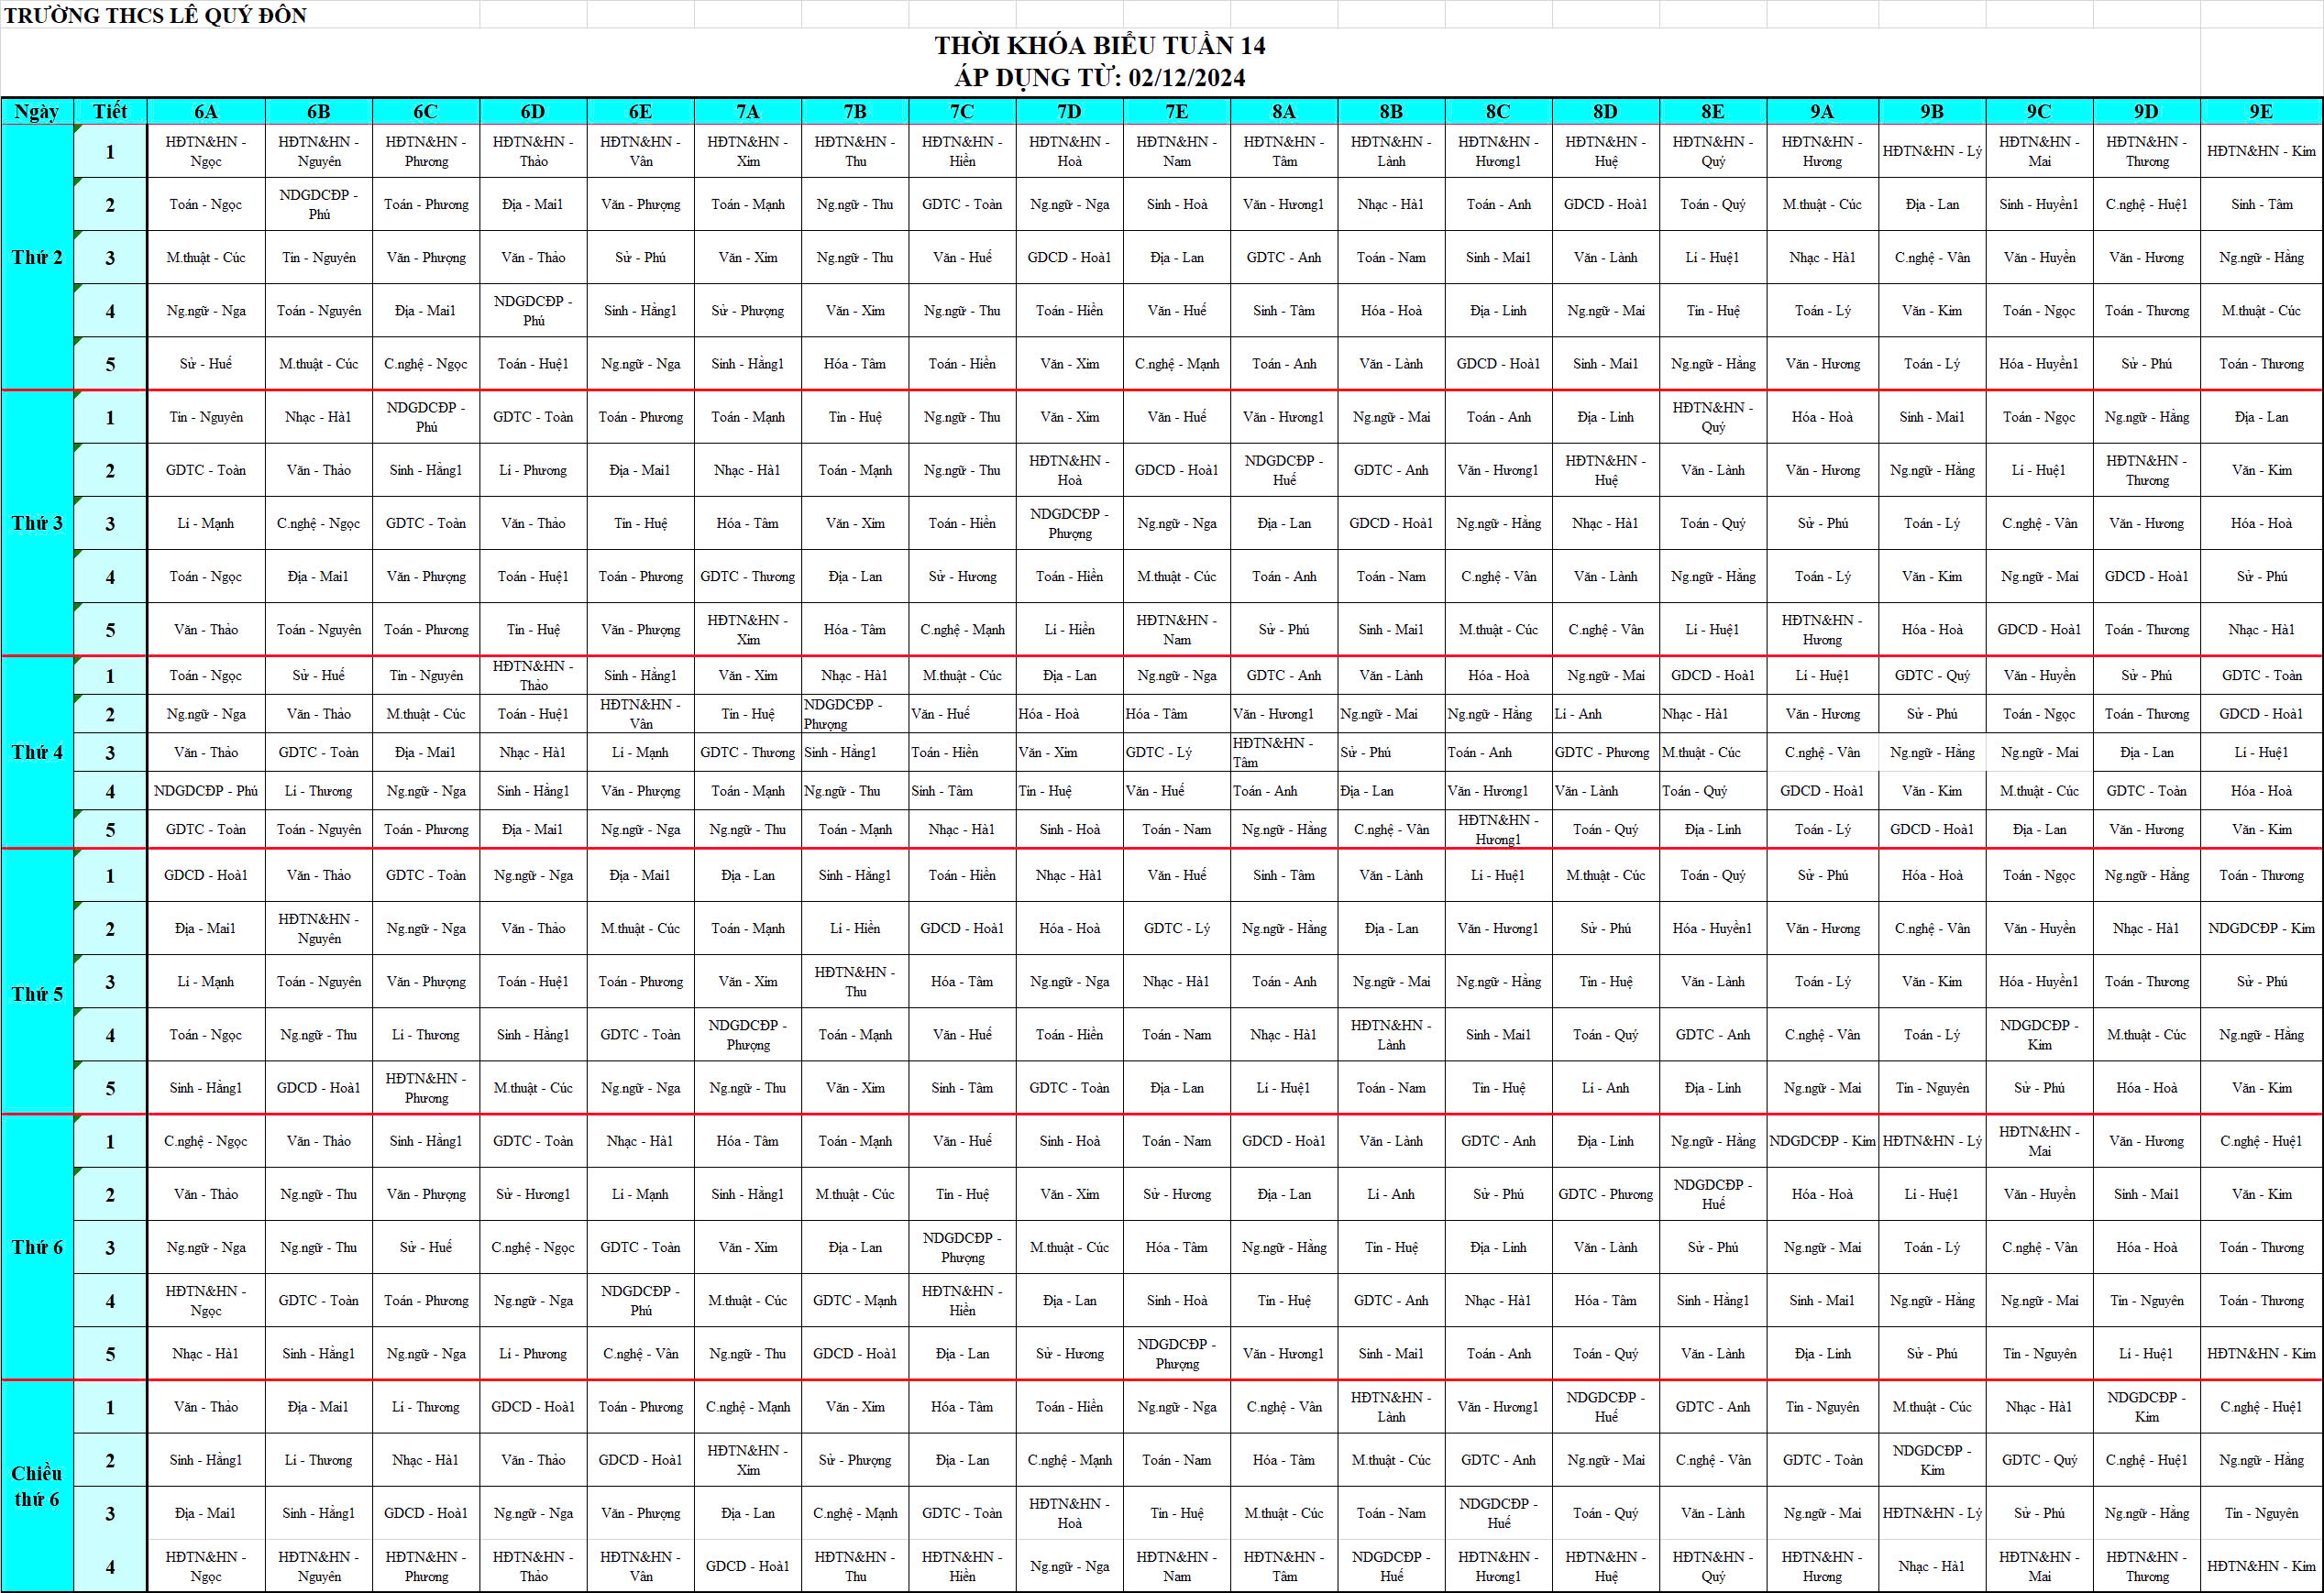 TRƯỜNG THCS LÊ QUÝ ĐÔN
THỜI KHÓA BIỂU TUẦN 14
ÁP DỤNG TỪ: 02/12/2024
Ngày Tiết 6A 6B 6C 6D 6E 7A 7B 7C 7D 7E 8A 8B 8C 8D 8E 9A 9B 9C 9D 9E
Thứ 2
1 HĐTN&HN - Ngọc HĐTN&HN - Nguyên HĐTN&HN - Phương HĐTN&HN - Thảo HĐTN&HN - Vân HĐTN&HN - Xim HĐTN&HN - Thu HĐTN&HN - Hiền HĐTN&HN - Hoà HĐTN&HN - Nam HĐTN&HN - Tâm HĐTN&HN - Lành HĐTN&HN - Hương1 HĐTN&HN - Huệ HĐTN&HN - Quý HĐTN&HN - Hương HĐTN&HN - Lý HĐTN&HN - Mai HĐTN&HN - Thương HĐTN&HN - Kim
2 Toán - Ngọc NDGDCĐP - Phú Toán - Phương Địa - Mai1 Văn - Phượng Toán - Mạnh Ng.ngữ - Thu GDTC - Toàn Ng.ngữ - Nga Sinh - Hoà Văn - Hương1 Nhạc - Hà1 Toán - Anh GDCD - Hoà1 Toán - Quý M.thuật - Cúc Địa - Lan Sinh - Huyền1 C.nghệ - Huệ1 Sinh - Tâm
3 M.thuật - Cúc Tin - Nguyên Văn - Phượng Văn - Thảo Sử - Phú Văn - Xim Ng.ngữ - Thu Văn - Huế GDCD - Hoà1 Địa - Lan GDTC - Anh Toán - Nam Sinh - Mai1 Văn - Lành Lí - Huệ1 Nhạc - Hà1 C.nghệ - Vân Văn - Huyền Văn - Hương Ng.ngữ - Hằng
4 Ng.ngữ - Nga Toán - Nguyên Địa - Mai1 NDGDCĐP - Phú Sinh - Hằng1 Sử - Phượng Văn - Xim Ng.ngữ - Thu Toán - Hiền Văn - Huế Sinh - Tâm Hóa - Hoà Địa - Linh Ng.ngữ - Mai Tin - Huệ Toán - Lý Văn - Kim Toán - Ngọc Toán - Thương M.thuật - Cúc
5 Sử - Huế M.thuật - Cúc C.nghệ - Ngọc Toán - Huệ1 Ng.ngữ - Nga Sinh - Hằng1 Hóa - Tâm Toán - Hiền Văn - Xim C.nghệ - Mạnh Toán - Anh Văn - Lành GDCD - Hoà1 Sinh - Mai1 Ng.ngữ - Hằng Văn - Hương Toán - Lý Hóa - Huyền1 Sử - Phú Toán - Thương
Thứ 3
1 Tin - Nguyên Nhạc - Hà1 NDGDCĐP - Phú GDTC - Toàn Toán - Phương Toán - Mạnh Tin - Huệ Ng.ngữ - Thu Văn - Xim Văn - Huế Văn - Hương1 Ng.ngữ - Mai Toán - Anh Địa - Linh HĐTN&HN - Quý Hóa - Hoà Sinh - Mai1 Toán - Ngọc Ng.ngữ - Hằng Địa - Lan
2 GDTC - Toàn Văn - Thảo Sinh - Hằng1 Lí - Phương Địa - Mai1 Nhạc - Hà1 Toán - Mạnh Ng.ngữ - Thu HĐTN&HN - Hoà GDCD - Hoà1 NDGDCĐP - Huế GDTC - Anh Văn - Hương1 HĐTN&HN - Huệ Văn - Lành Văn - Hương Ng.ngữ - Hằng Lí - Huệ1 HĐTN&HN - Thương Văn - Kim
3 Lí - Mạnh C.nghệ - Ngọc GDTC - Toàn Văn - Thảo Tin - Huệ Hóa - Tâm Văn - Xim Toán - Hiền NDGDCĐP - Phượng Ng.ngữ - Nga Địa - Lan GDCD - Hoà1 Ng.ngữ - Hằng Nhạc - Hà1 Toán - Quý Sử - Phú Toán - Lý C.nghệ - Vân Văn - Hương Hóa - Hoà
4 Toán - Ngọc Địa - Mai1 Văn - Phượng Toán - Huệ1 Toán - Phương GDTC - Thương Địa - Lan Sử - Hương Toán - Hiền M.thuật - Cúc Toán - Anh Toán - Nam C.nghệ - Vân Văn - Lành Ng.ngữ - Hằng Toán - Lý Văn - Kim Ng.ngữ - Mai GDCD - Hoà1 Sử - Phú
5 Văn - Thảo Toán - Nguyên Toán - Phương Tin - Huệ Văn - Phượng HĐTN&HN - Xim Hóa - Tâm C.nghệ - Mạnh Lí - Hiền HĐTN&HN - Nam Sử - Phú Sinh - Mai1 M.thuật - Cúc C.nghệ - Vân Lí - Huệ1 HĐTN&HN - Hương Hóa - Hoà GDCD - Hoà1 Toán - Thương Nhạc - Hà1
Thứ 4
1 Toán - Ngọc Sử - Huế Tin - Nguyên HĐTN&HN - Thảo Sinh - Hằng1 Văn - Xim Nhạc - Hà1 M.thuật - Cúc Địa - Lan Ng.ngữ - Nga GDTC - Anh Văn - Lành Hóa - Hoà Ng.ngữ - Mai GDCD - Hoà1 Lí - Huệ1 GDTC - Quý Văn - Huyền Sử - Phú GDTC - Toàn
2 Ng.ngữ - Nga Văn - Thảo M.thuật - Cúc Toán - Huệ1 HĐTN&HN - Vân Tin - Huệ NDGDCĐP - Phượng Văn - Huế Hóa - Hoà Hóa - Tâm Văn - Hương1 Ng.ngữ - Mai Ng.ngữ - Hằng Lí - Anh Nhạc - Hà1 Văn - Hương Sử - Phú Toán - Ngọc Toán - Thương GDCD - Hoà1
3 Văn - Thảo GDTC - Toàn Địa - Mai1 Nhạc - Hà1 Lí - Mạnh GDTC - Thương Sinh - Hằng1 Toán - Hiền Văn - Xim GDTC - Lý HĐTN&HN - Tâm Sử - Phú Toán - Anh GDTC - Phương M.thuật - Cúc C.nghệ - Vân Ng.ngữ - Hằng Ng.ngữ - Mai Địa - Lan Lí - Huệ1
4 NDGDCĐP - Phú Lí - Thương Ng.ngữ - Nga Sinh - Hằng1 Văn - Phượng Toán - Mạnh Ng.ngữ - Thu Sinh - Tâm Tin - Huệ Văn - Huế Toán - Anh Địa - Lan Văn - Hương1 Văn - Lành Toán - Quý GDCD - Hoà1 Văn - Kim M.thuật - Cúc GDTC - Toàn Hóa - Hoà
5 GDTC - Toàn Toán - Nguyên Toán - Phương Địa - Mai1 Ng.ngữ - Nga Ng.ngữ - Thu Toán - Mạnh Nhạc - Hà1 Sinh - Hoà Toán - Nam Ng.ngữ - Hằng C.nghệ - Vân HĐTN&HN - Hương1 Toán - Quý Địa - Linh Toán - Lý GDCD - Hoà1 Địa - Lan Văn - Hương Văn - Kim
Thứ 5
1 GDCD - Hoà1 Văn - Thảo GDTC - Toàn Ng.ngữ - Nga Địa - Mai1 Địa - Lan Sinh - Hằng1 Toán - Hiền Nhạc - Hà1 Văn - Huế Sinh - Tâm Văn - Lành Lí - Huệ1 M.thuật - Cúc Toán - Quý Sử - Phú Hóa - Hoà Toán - Ngọc Ng.ngữ - Hằng Toán - Thương
2 Địa - Mai1 HĐTN&HN - Nguyên Ng.ngữ - Nga Văn - Thảo M.thuật - Cúc Toán - Mạnh Lí - Hiền GDCD - Hoà1 Hóa - Hoà GDTC - Lý Ng.ngữ - Hằng Địa - Lan Văn - Hương1 Sử - Phú Hóa - Huyền1 Văn - Hương C.nghệ - Vân Văn - Huyền Nhạc - Hà1 NDGDCĐP - Kim
3 Lí - Mạnh Toán - Nguyên Văn - Phượng Toán - Huệ1 Toán - Phương Văn - Xim HĐTN&HN - Thu Hóa - Tâm Ng.ngữ - Nga Nhạc - Hà1 Toán - Anh Ng.ngữ - Mai Ng.ngữ - Hằng Tin - Huệ Văn - Lành Toán - Lý Văn - Kim Hóa - Huyền1 Toán - Thương Sử - Phú
4 Toán - Ngọc Ng.ngữ - Thu Lí - Thương Sinh - Hằng1 GDTC - Toàn NDGDCĐP - Phượng Toán - Mạnh Văn - Huế Toán - Hiền Toán - Nam Nhạc - Hà1 HĐTN&HN - Lành Sinh - Mai1 Toán - Quý GDTC - Anh C.nghệ - Vân Toán - Lý NDGDCĐP - Kim M.thuật - Cúc Ng.ngữ - Hằng
5 Sinh - Hằng1 GDCD - Hoà1 HĐTN&HN - Phương M.thuật - Cúc Ng.ngữ - Nga Ng.ngữ - Thu Văn - Xim Sinh - Tâm GDTC - Toàn Địa - Lan Lí - Huệ1 Toán - Nam Tin - Huệ Lí - Anh Địa - Linh Ng.ngữ - Mai Tin - Nguyên Sử - Phú Hóa - Hoà Văn - Kim
Thứ 6
1 C.nghệ - Ngọc Văn - Thảo Sinh - Hằng1 GDTC - Toàn Nhạc - Hà1 Hóa - Tâm Toán - Mạnh Văn - Huế Sinh - Hoà Toán - Nam GDCD - Hoà1 Văn - Lành GDTC - Anh Địa - Linh Ng.ngữ - Hằng NDGDCĐP - Kim HĐTN&HN - Lý HĐTN&HN - Mai Văn - Hương C.nghệ - Huệ1
2 Văn - Thảo Ng.ngữ - Thu Văn - Phượng Sử - Hương1 Lí - Mạnh Sinh - Hằng1 M.thuật - Cúc Tin - Huệ Văn - Xim Sử - Hương Địa - Lan Lí - Anh Sử - Phú GDTC - Phương NDGDCĐP - Huế Hóa - Hoà Lí - Huệ1 Văn - Huyền Sinh - Mai1 Văn - Kim
3 Ng.ngữ - Nga Ng.ngữ - Thu Sử - Huế C.nghệ - Ngọc GDTC - Toàn Văn - Xim Địa - Lan NDGDCĐP - Phượng M.thuật - Cúc Hóa - Tâm Ng.ngữ - Hằng Tin - Huệ Địa - Linh Văn - Lành Sử - Phú Ng.ngữ - Mai Toán - Lý C.nghệ - Vân Hóa - Hoà Toán - Thương
4 HĐTN&HN - Ngọc GDTC - Toàn Toán - Phương Ng.ngữ - Nga NDGDCĐP - Phú M.thuật - Cúc GDTC - Mạnh HĐTN&HN - Hiền Địa - Lan Sinh - Hoà Tin - Huệ GDTC - Anh Nhạc - Hà1 Hóa - Tâm Sinh - Hằng1 Sinh - Mai1 Ng.ngữ - Hằng Ng.ngữ - Mai Tin - Nguyên Toán - Thương
5 Nhạc - Hà1 Sinh - Hằng1 Ng.ngữ - Nga Lí - Phương C.nghệ - Vân Ng.ngữ - Thu GDCD - Hoà1 Địa - Lan Sử - Hương NDGDCĐP - Phượng Văn - Hương1 Sinh - Mai1 Toán - Anh Toán - Quý Văn - Lành Địa - Linh Sử - Phú Tin - Nguyên Lí - Huệ1 HĐTN&HN - Kim
Chiều thứ 6
1 Văn - Thảo Địa - Mai1 Lí - Thương GDCD - Hoà1 Toán - Phương C.nghệ - Mạnh Văn - Xim Hóa - Tâm Toán - Hiền Ng.ngữ - Nga C.nghệ - Vân HĐTN&HN - Lành Văn - Hương1 NDGDCĐP - Huế GDTC - Anh Tin - Nguyên M.thuật - Cúc Nhạc - Hà1 NDGDCĐP - Kim C.nghệ - Huệ1
2 Sinh - Hằng1 Lí - Thương Nhạc - Hà1 Văn - Thảo GDCD - Hoà1 HĐTN&HN - Xim Sử - Phượng Địa - Lan C.nghệ - Mạnh Toán - Nam Hóa - Tâm M.thuật - Cúc GDTC - Anh Ng.ngữ - Mai C.nghệ - Vân GDTC - Toàn NDGDCĐP - Kim GDTC - Quý C.nghệ - Huệ1 Ng.ngữ - Hằng
3 Địa - Mai1 Sinh - Hằng1 GDCD - Hoà1 Ng.ngữ - Nga Văn - Phượng Địa - Lan C.nghệ - Mạnh GDTC - Toàn HĐTN&HN - Hoà Tin - Huệ M.thuật - Cúc Toán - Nam NDGDCĐP - Huế Toán - Quý Văn - Lành Ng.ngữ - Mai HĐTN&HN - Lý Sử - Phú Ng.ngữ - Hằng Tin - Nguyên
4 HĐTN&HN - Ngọc HĐTN&HN - Nguyên HĐTN&HN - Phương HĐTN&HN - Thảo HĐTN&HN - Vân GDCD - Hoà1 HĐTN&HN - Thu HĐTN&HN - Hiền Ng.ngữ - Nga HĐTN&HN - Nam HĐTN&HN - Tâm NDGDCĐP - Huế HĐTN&HN - Hương1 HĐTN&HN - Huệ HĐTN&HN - Quý HĐTN&HN - Hương Nhạc - Hà1 HĐTN&HN - Mai HĐTN&HN - Thương HĐTN&HN - Kim